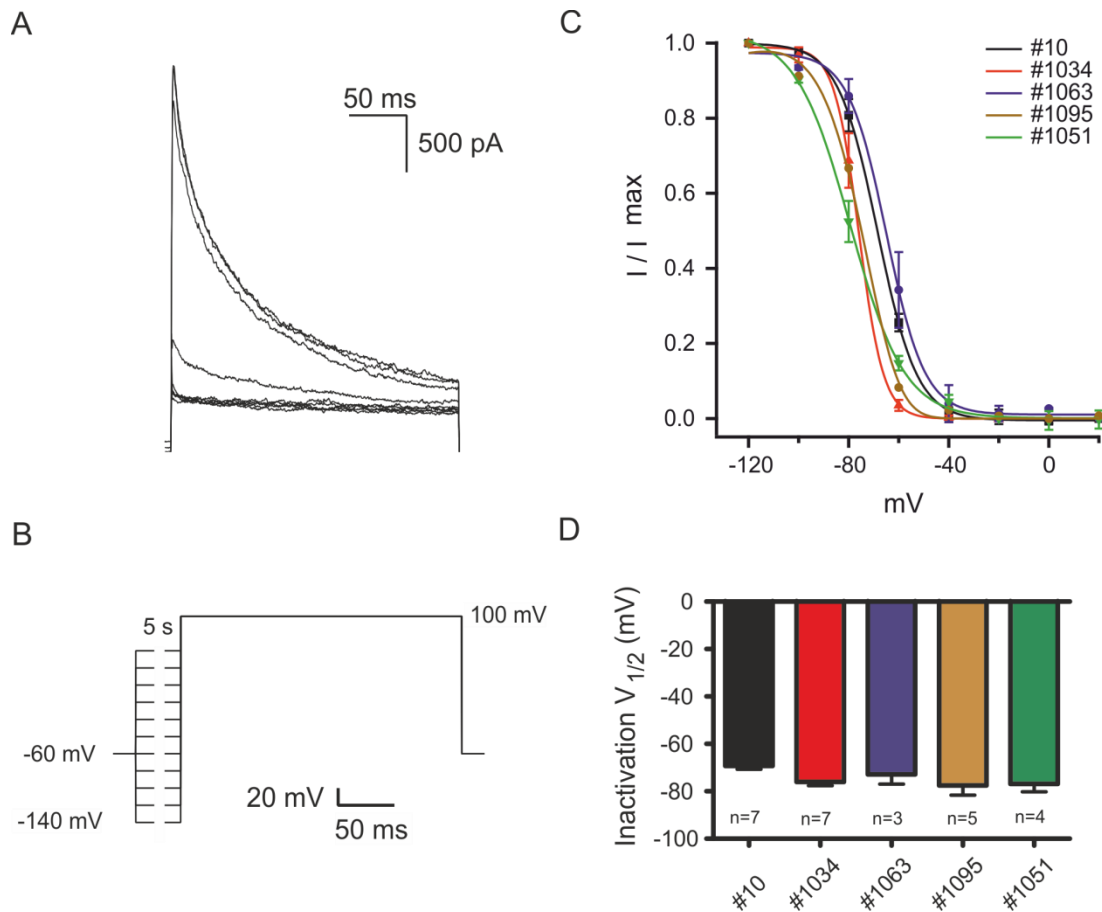 A
50 ms
500 pA
B
5 s
100 mV
-60 mV
-140 mV
20 mV
50 ms
C
#10
#1034
#1063
#1095
#1051
I / I max
1.0
0.8
0.6
0.4
0.2
0.0
-120
-80
-40
0
mV
D
Inactivation V1/2 (mV)
0
-20
-40
-60
-80
-100
n=7
n=7
n=3
n=5
n=4
#10
#1034
#1063
#1095
#1051